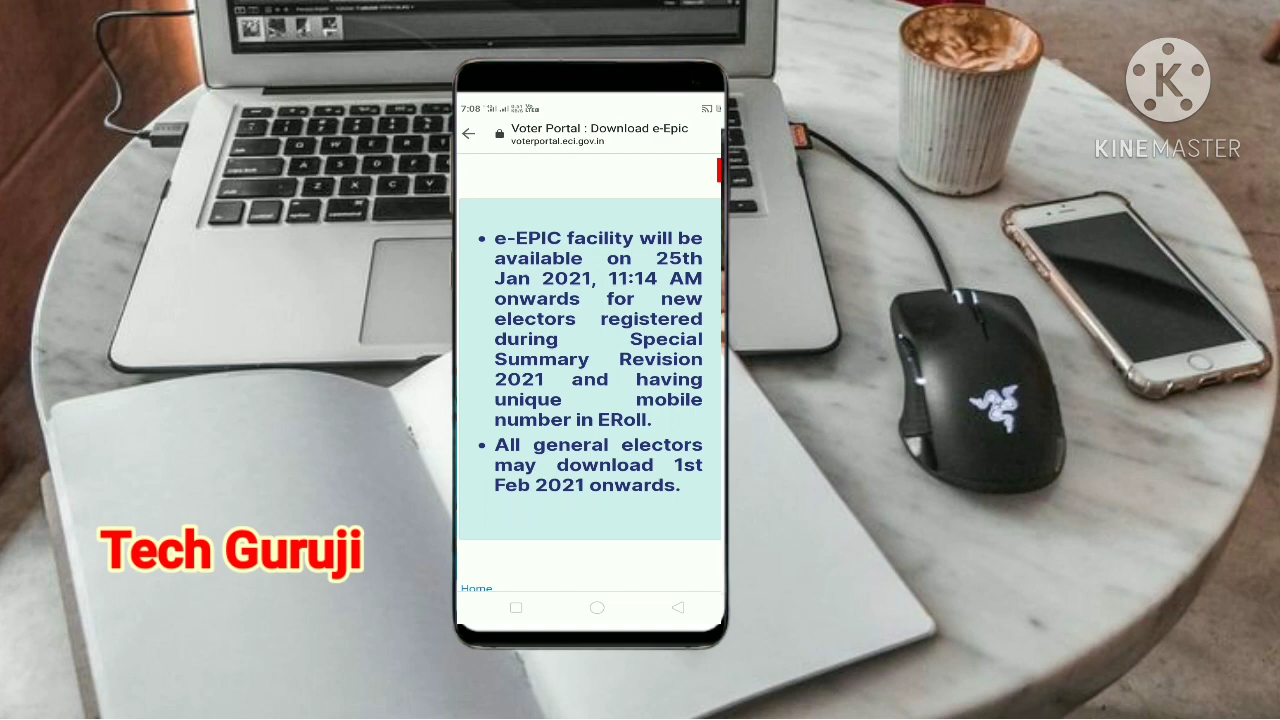 7:08
Voter Portal : Download e-Epic
voterportal.eci.gov.in
• e-EPIC facility will be
available on 25th
Jan 2021, 11:14 AM
onwards for new
electors registered
during Special
Summary Revision
2021 and having
unique mobile
number in ERoll.
• All general electors
may download 1st
Feb 2021 onwards.
Home
K
KINEMASTER
Tech Guruji